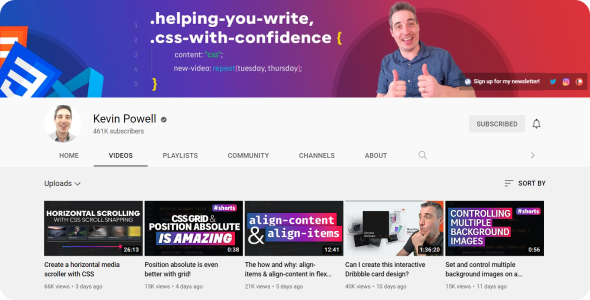 .helping-you-write,
.css-with-confidence {
content: "css";
new-video: repeat(tuesday, thursday);
}
Sign up for my newsletter!
Kevin Powell
461K subscribers
SUBSCRIBED
HOME VIDEOS PLAYLISTS COMMUNITY CHANNELS ABOUT
Uploads
SORT BY
HORIZONTAL SCROLLING
WITH CSS SCROLL SNAPPING
26:13
#shorts
CSS GRID &
POSITION ABSOLUTE
IS AMAZING
0:38
align-content
& align-items
12:41
1:36:20
#shorts
CONTROLLING
MULTIPLE
BACKGROUND
IMAGES
0:56
Create a horizontal media
scroller with CSS
66K views • 3 days ago
Position absolute is even
better with grid!
15K views • 4 days ago
The how and why: align-
items & align-content in flex...
21K views • 5 days ago
Can I create this interactive
Dribbble card design?
40K views • 10 days ago
Set and control multiple
background images on a...
15K views • 11 days ago